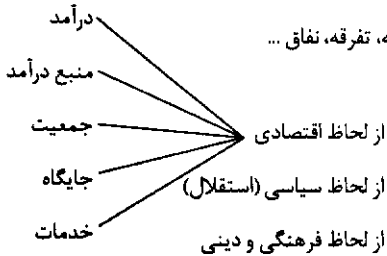 ه، تفرقه، نفاق ...
از لحاظ اقتصادی
از لحاظ سیاسی (استقلال)
از لحاظ فرهنگی و دینی
درآمد
منبع درآمد
جمعیت
جایگاه
خدمات